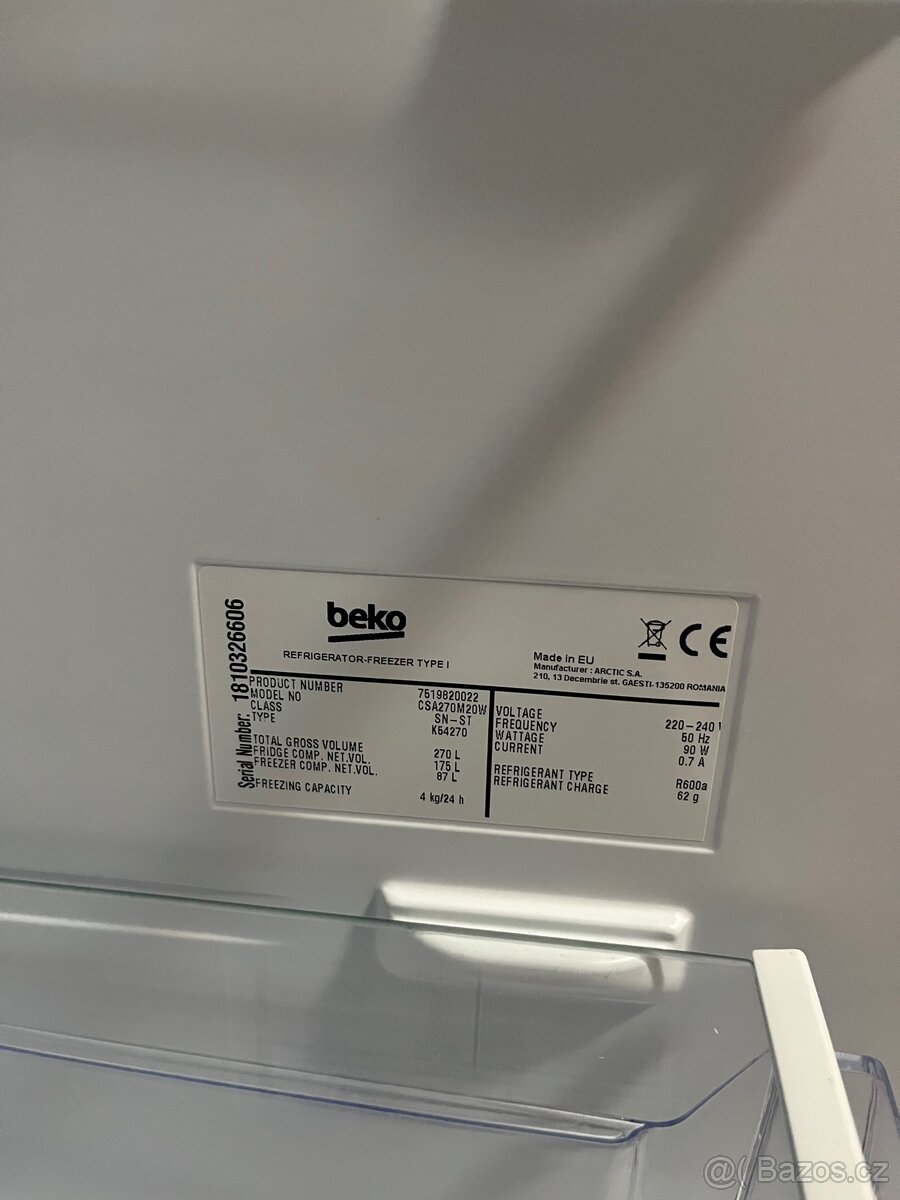 beko
REFRIGERATOR-FREEZER TYPE I
Made in EU
Manufacturer : ARCTIC S.A.
210, 13 Decembrie st. GAESTI-135200 ROMANIA
CE
Serial Number: 1810326606
PRODUCT NUMBER 7519820022
MODEL NO CSA270M20W
CLASS SN-ST
TYPE K54270
TOTAL GROSS VOLUME 270 L
FRIDGE COMP. NET.VOL. 175 L
FREEZER COMP. NET.VOL. 87 L
FREEZING CAPACITY 4 kg/24 h
VOLTAGE 220-240
FREQUENCY 50 Hz
WATTAGE 90 W
CURRENT 0.7 A
REFRIGERANT TYPE R600a
REFRIGERANT CHARGE 62 g
Bazos.cz